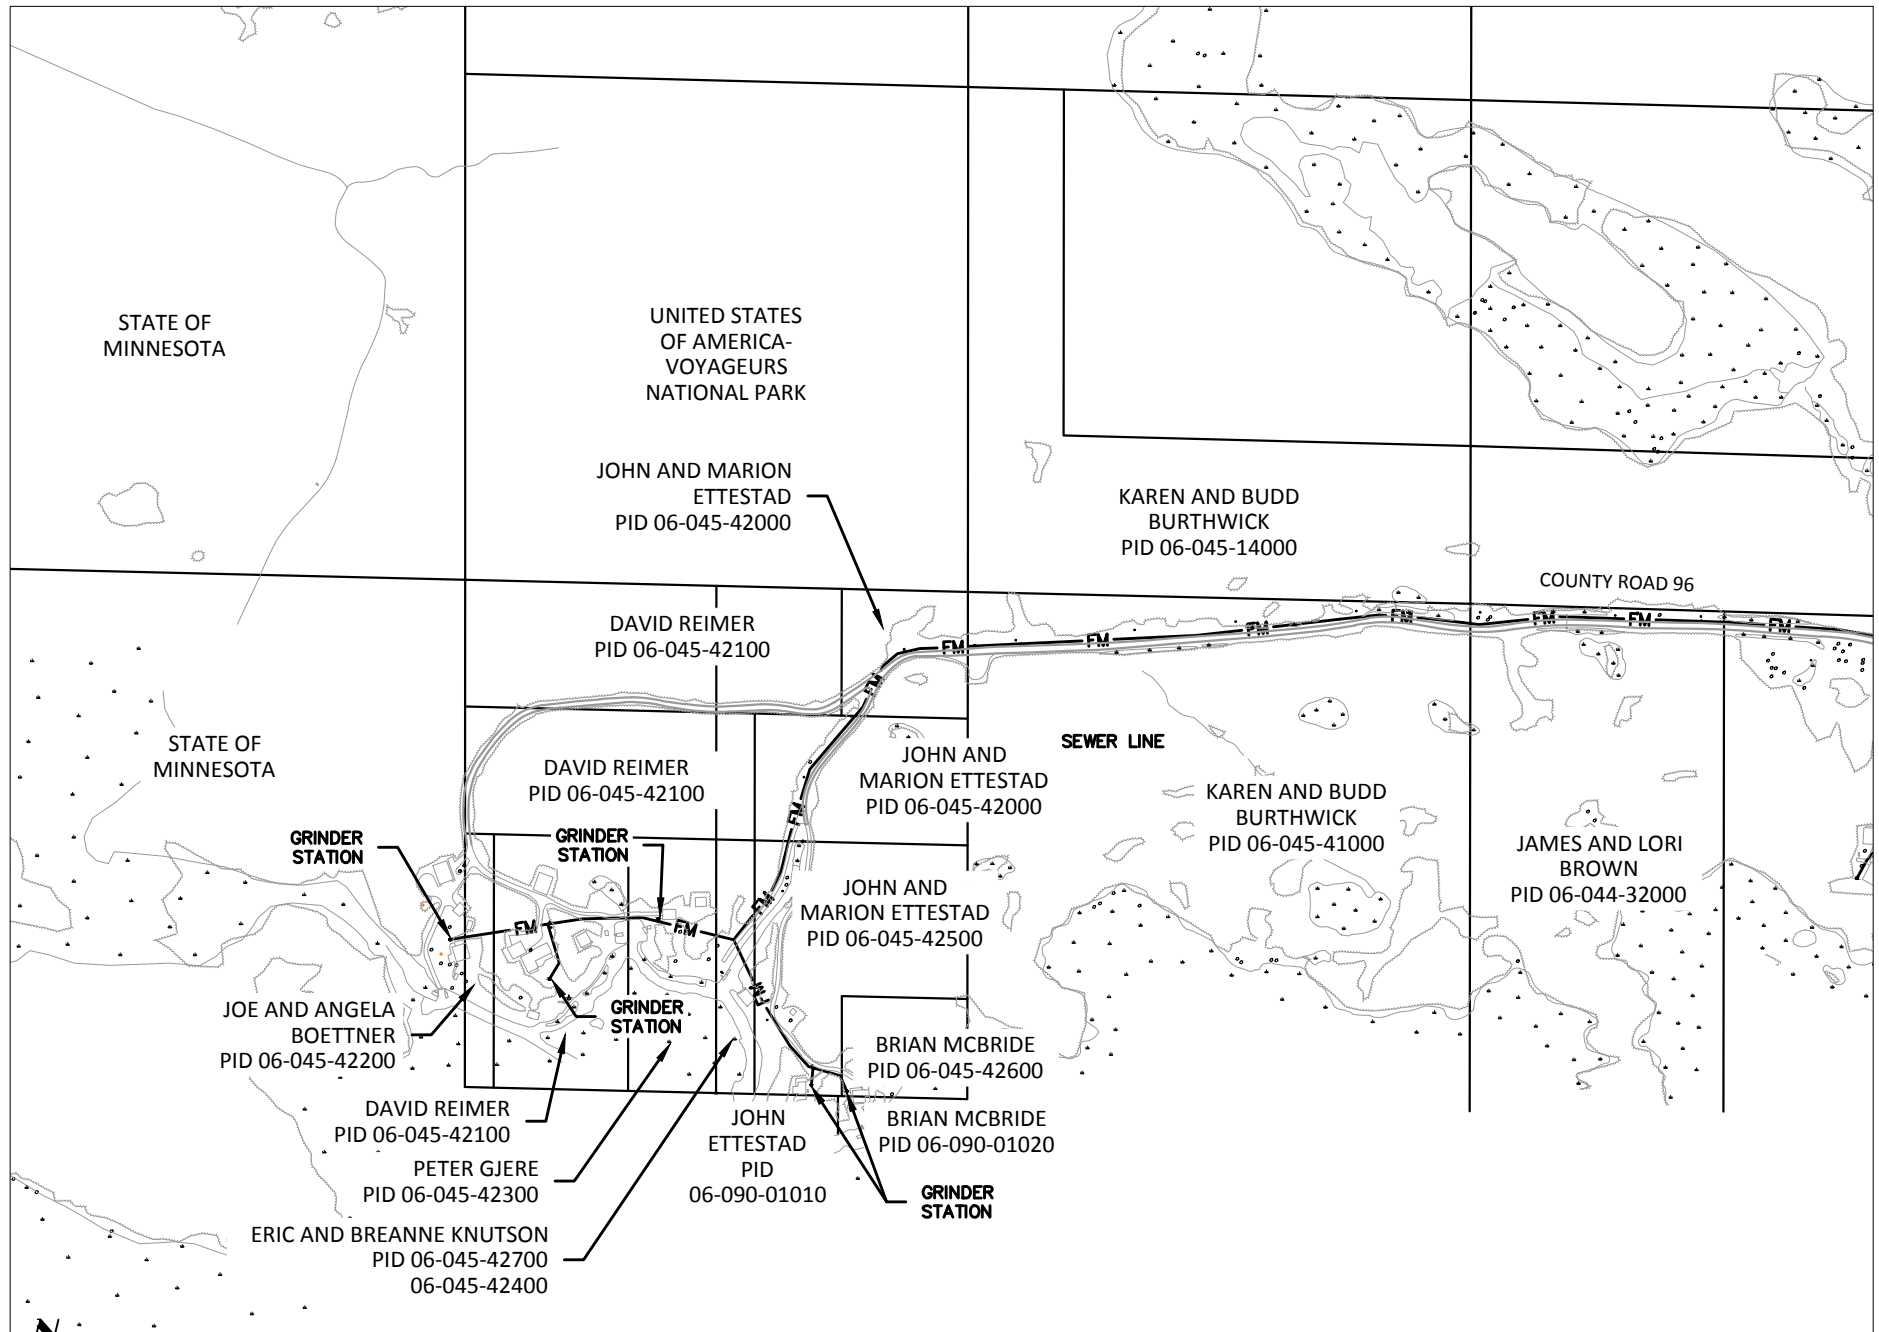 STATE OF
MINNESOTA
UNITED STATES
OF AMERICA-
VOYAGEURS
NATIONAL PARK
JOHN AND MARION
ETTESTAD
PID 06-045-42000
KAREN AND BUDD
BURTHWICK
PID 06-045-14000
COUNTY ROAD 96
DAVID REIMER
PID 06-045-42100
FM
FM
FM
FM
FM
FM
FM
FM
STATE OF
MINNESOTA
DAVID REIMER
PID 06-045-42100
JOHN AND
MARION ETTESTAD
PID 06-045-42000
SEWER LINE
KAREN AND BUDD
BURTHWICK
PID 06-045-41000
JAMES AND LORI
BROWN
PID 06-044-32000
FM
GRINDER
STATION
GRINDER
STATION
JOHN AND
MARION ETTESTAD
PID 06-045-42500
FM
FM
FM
FM
GRINDER
STATION
JOE AND ANGELA
BOETTNER
PID 06-045-42200
BRIAN MCBRIDE
PID 06-045-42600
DAVID REIMER
PID 06-045-42100
JOHN
ETTESTAD
PID
06-090-01010
BRIAN MCBRIDE
PID 06-090-01020
PETER GJERE
PID 06-045-42300
GRINDER
STATION
ERIC AND BREANNE KNUTSON
PID 06-045-42700
06-045-42400